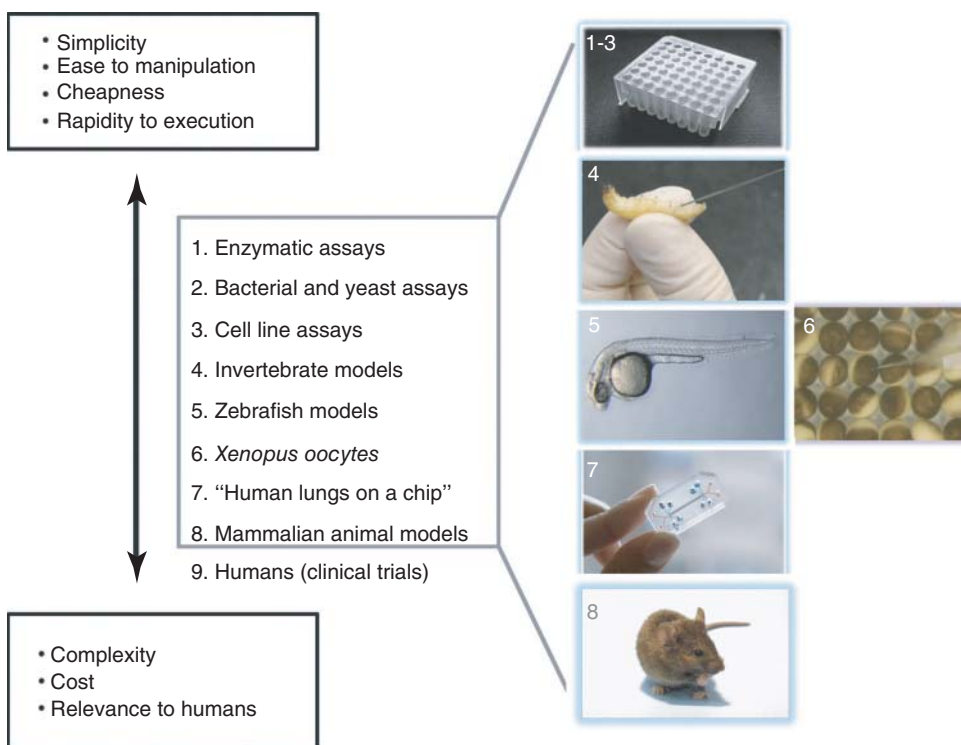 • Simplicity
• Ease to manipulation
• Cheapness
• Rapidity to execution
1. Enzymatic assays
2. Bacterial and yeast assays
3. Cell line assays
4. Invertebrate models
5. Zebrafish models
6. Xenopus oocytes
7. “Human lungs on a chip”
8. Mammalian animal models
9. Humans (clinical trials)
• Complexity
• Cost
• Relevance to humans
1-3
4
5
6
7
8